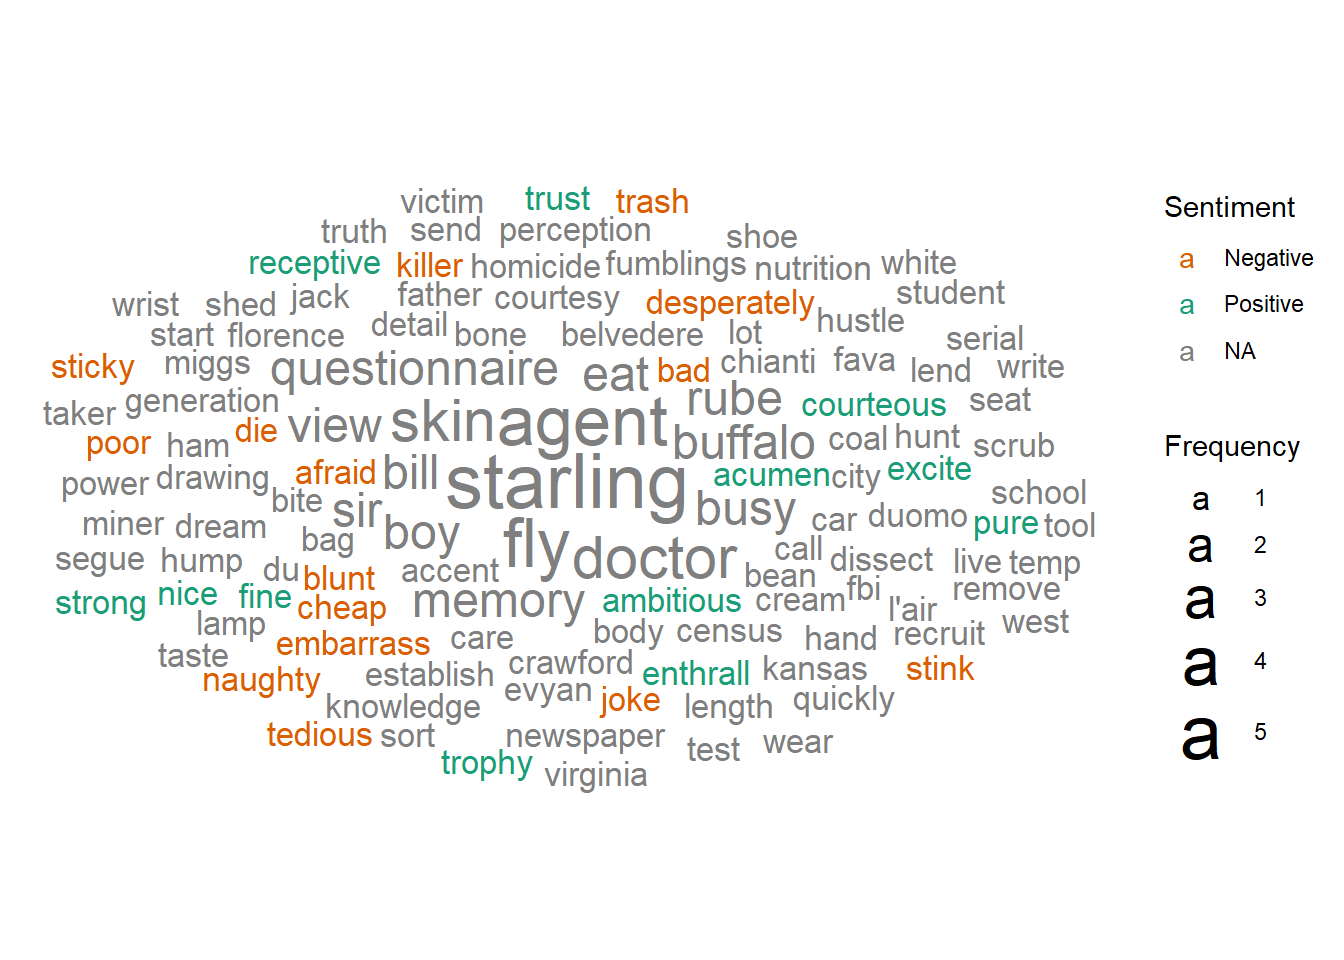 victim trust trash
truth send perception shoe
receptive killer homicide fumblings nutrition white
wrist shed jack father courtesy desperately student
start florence detail bone belvedere lot hustle serial
sticky miggs questionnaire eat bad chianti fava lend write
taker generation view skin agent rube courteous seat
poor ham die buffalo coal hunt scrub
power drawing afraid bill starling acumen city excite school
miner dream bite sir boy busy car duomo pure tool
segue hump du bag accent fly doctor call dissect live temp
strong nice fine blunt cheap memory ambitious bean cream fbi l'air remove west
lamp embarrass care body census hand recruit
taste naughty establish crawford enthrall kansas stink
knowledge evyan joke length quickly
tedious sort newspaper test wear
trophy virginia
Sentiment
a Negative
a Positive
a NA
Frequency
a 1
a 2
a 3
a 4
a 5